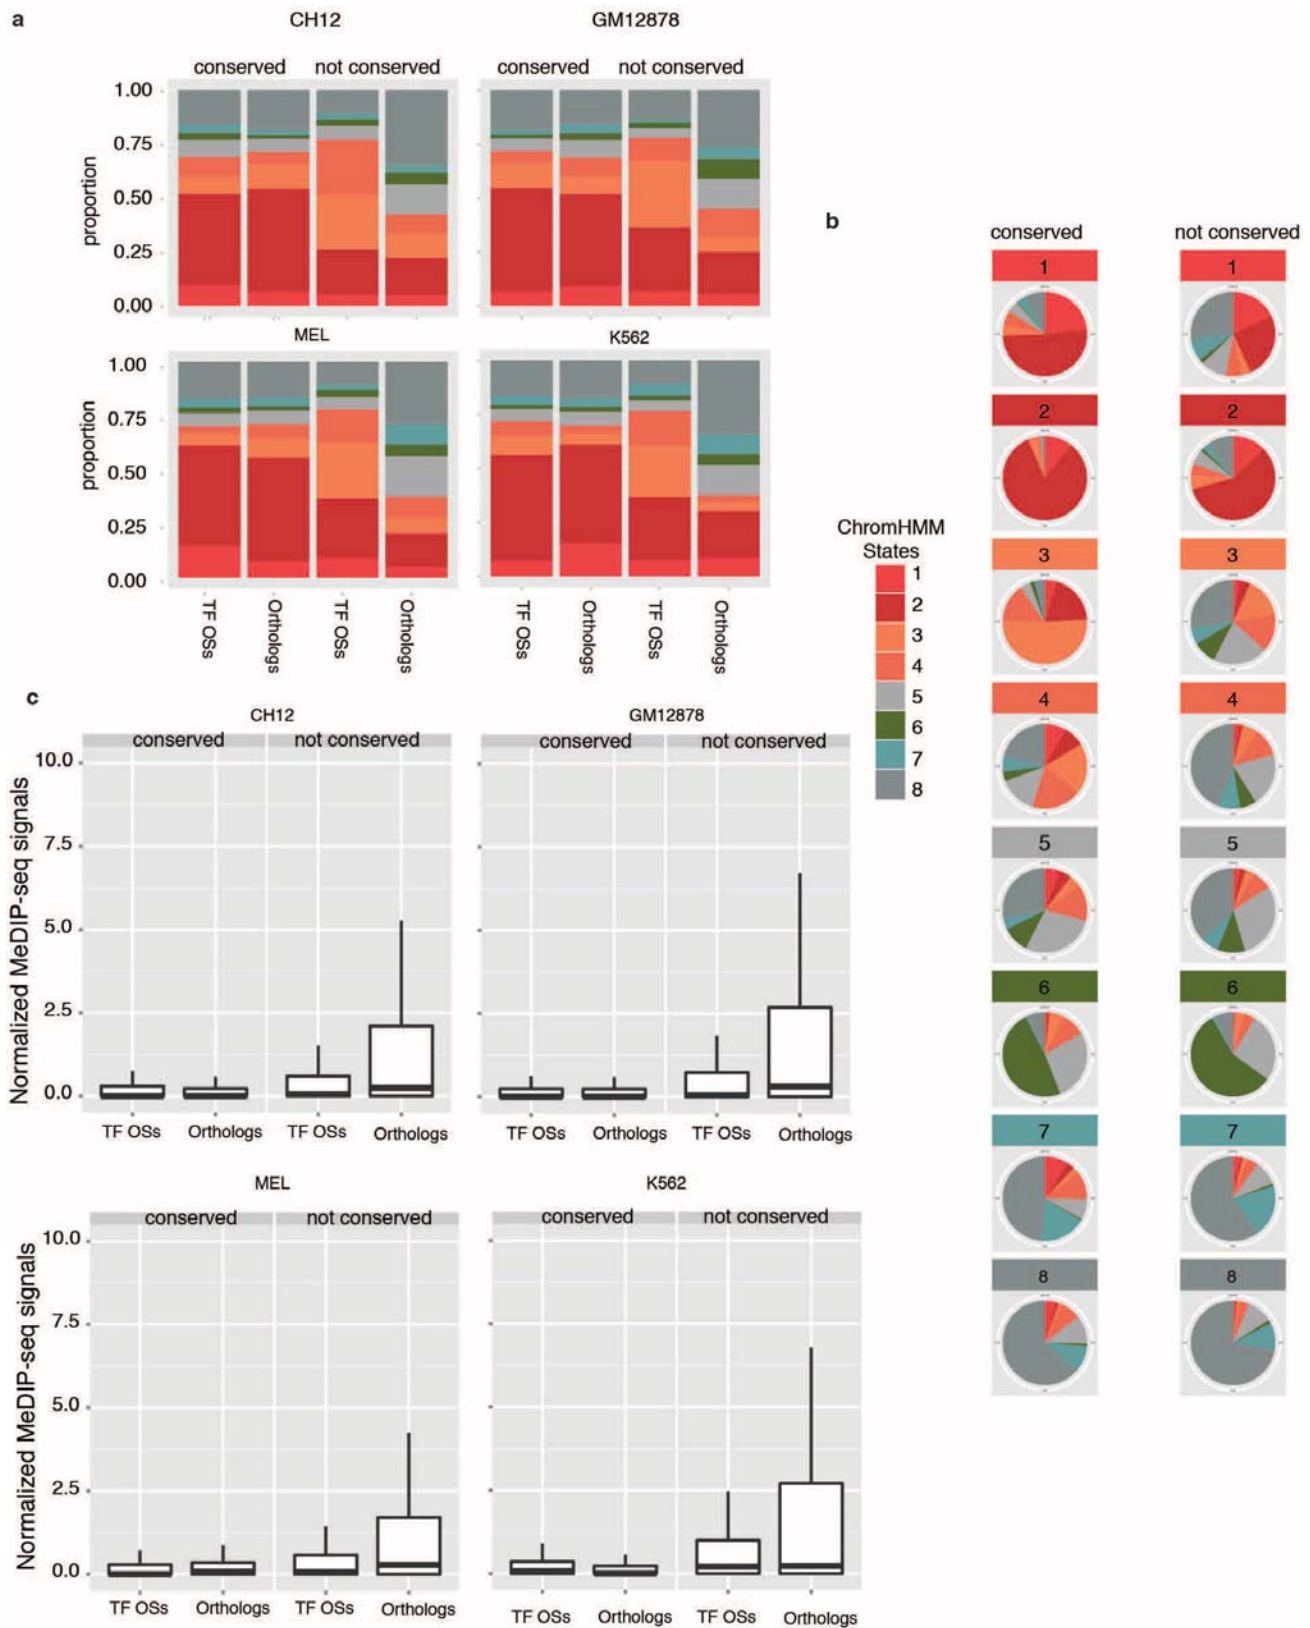 a
CH12
GM12878
conserved
not conserved
conserved
not conserved
proportion
1.00
0.75
0.50
0.25
0.00
MEL
K562
proportion
1.00
0.75
0.50
0.25
0.00
TF OSs
Orthologs
TF OSs
Orthologs
TF OSs
Orthologs
TF OSs
Orthologs
ChromHMM
States
1
2
3
4
5
6
7
8
b
conserved
not conserved
1
1
2
2
3
3
4
4
5
5
6
6
7
7
8
8
c
CH12
GM12878
conserved
not conserved
conserved
not conserved
Normalized MeDIP-seq signals
10.0
7.5
5.0
2.5
0.0
TF OSs
Orthologs
TF OSs
Orthologs
TF OSs
Orthologs
TF OSs
Orthologs
MEL
K562
conserved
not conserved
conserved
not conserved
Normalized MeDIP-seq signals
10.0
7.5
5.0
2.5
0.0
TF OSs
Orthologs
TF OSs
Orthologs
TF OSs
Orthologs
TF OSs
Orthologs